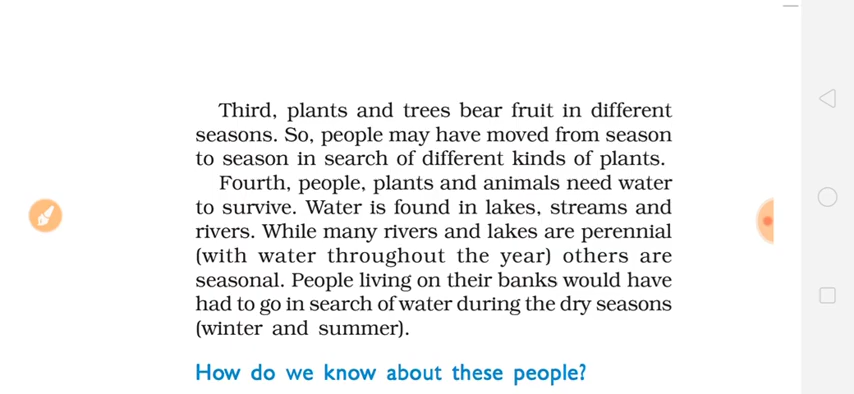 Third, plants and trees bear fruit in different
seasons. So, people may have moved from season
to season in search of different kinds of plants.
Fourth, people, plants and animals need water
to survive. Water is found in lakes, streams and
rivers. While many rivers and lakes are perennial
(with water throughout the year) others are
seasonal. People living on their banks would have
had to go in search of water during the dry seasons
(winter and summer).
How do we know about these people?